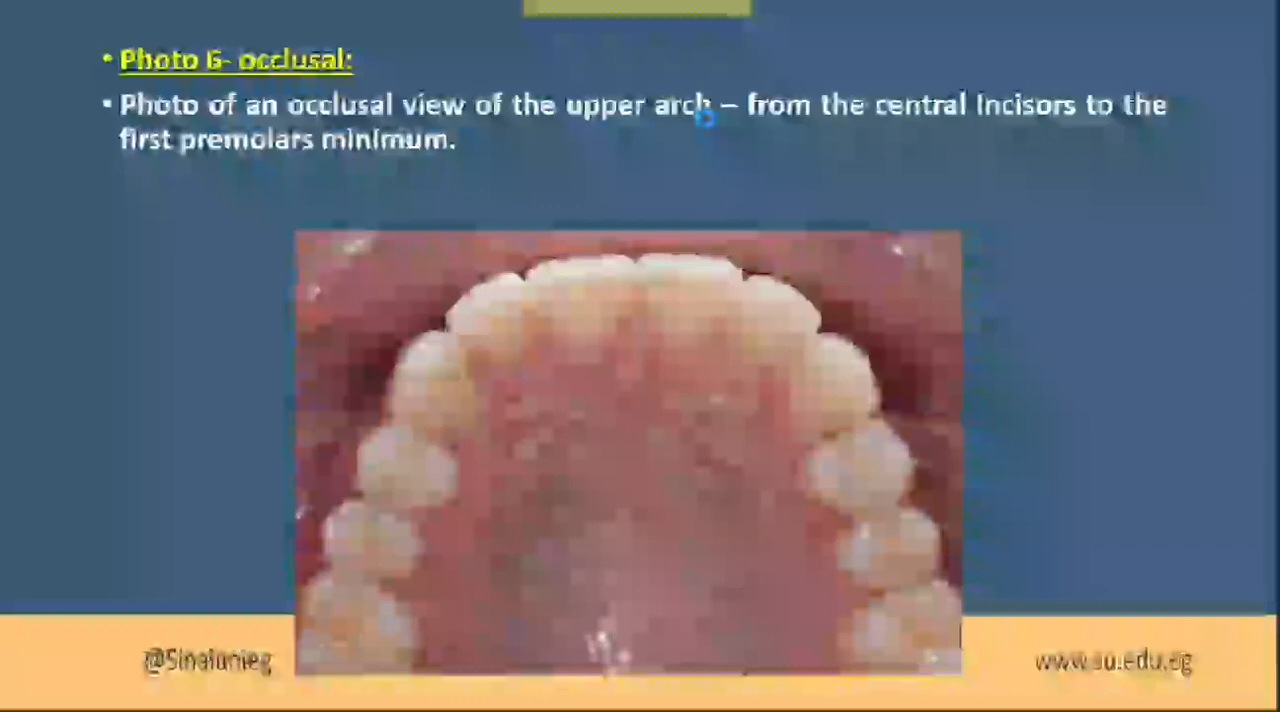 • Photo 6- occlusal:
• Photo of an occlusal view of the upper arch – from the central incisors to the
first premolars minimum.
@Sinaiunieg
www.su.edu.eg